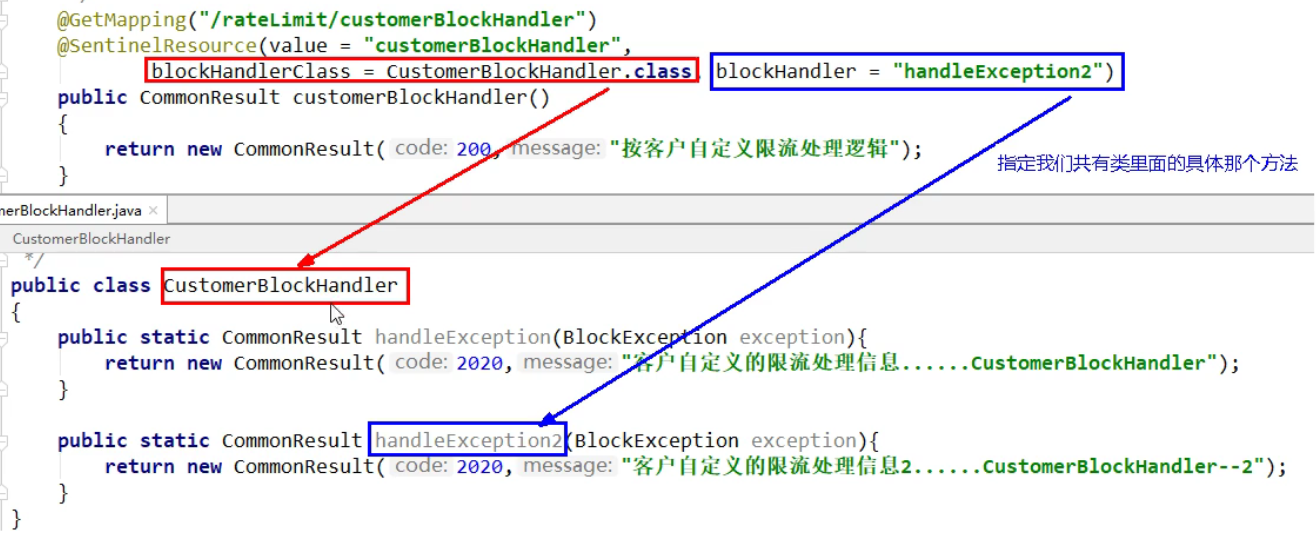 @GetMapping("/rateLimit/customerBlockHandler")
@SentinelResource(value = "customerBlockHandler",
blockHandlerClass = CustomerBlockHandler.class, blockHandler = "handleException2")
public CommonResult customerBlockHandler()
{
return new CommonResult( code: 200, message: "按客户自定义限流处理逻辑");
指定我们共有类里面的具体那个方法
}
merBlockHandler.java ×
CustomerBlockHandler
*/
public class CustomerBlockHandler
{
public static CommonResult handleException(BlockException exception){
return new CommonResult( code: 2020, message: "客户自定义的限流处理信息......CustomerBlockHandler");
}
public static CommonResult handleException2(BlockException exception){
return new CommonResult( code: 2020, message: "客户自定义的限流处理信息2......CustomerBlockHandler--2");
}
}